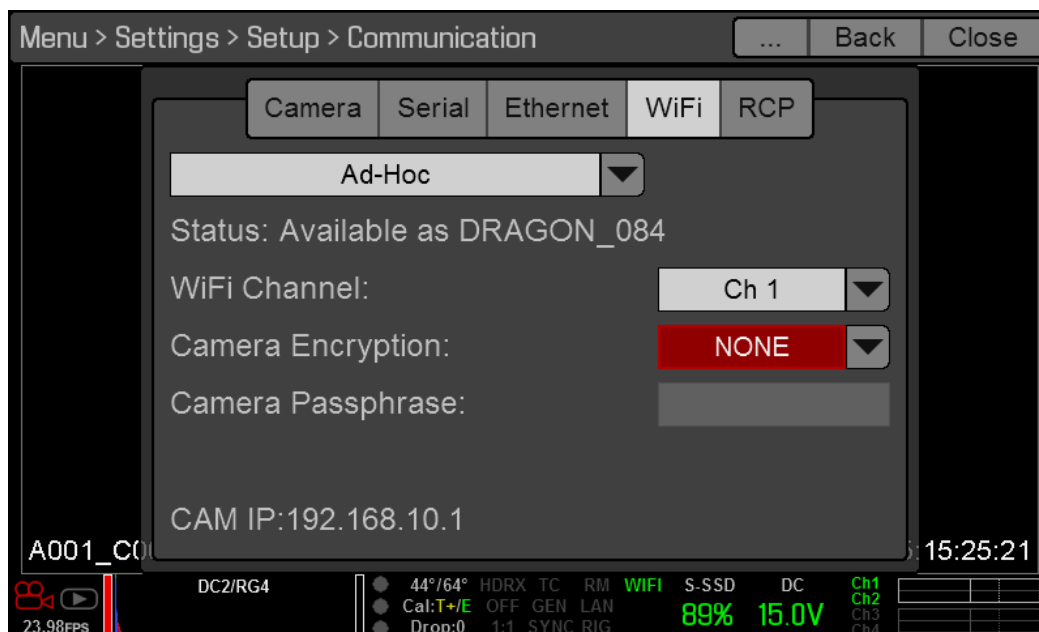 Menu > Settings > Setup > Communication ... Back Close
Camera Serial Ethernet WiFi RCP
Ad-Hoc
Status: Available as DRAGON_084
WiFi Channel: Ch 1
Camera Encryption: NONE
Camera Passphrase:
CAM IP:192.168.10.1
A001_C0 15:25:21
DC2/RG4 44°/64° HDRX TC RM WIFI S-SSD DC Ch1
Cal:T+/E OFF GEN LAN 89% 15.0V Ch2
23.98FPS Drop:0 1:1 SYNC RIG Ch3
Ch4